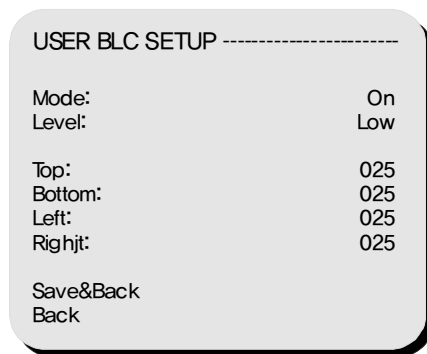 USER BLC SETUP ------------------------
Mode: On
Level: Low
Top: 025
Bottom: 025
Left: 025
Righjt: 025
Save&Back
Back